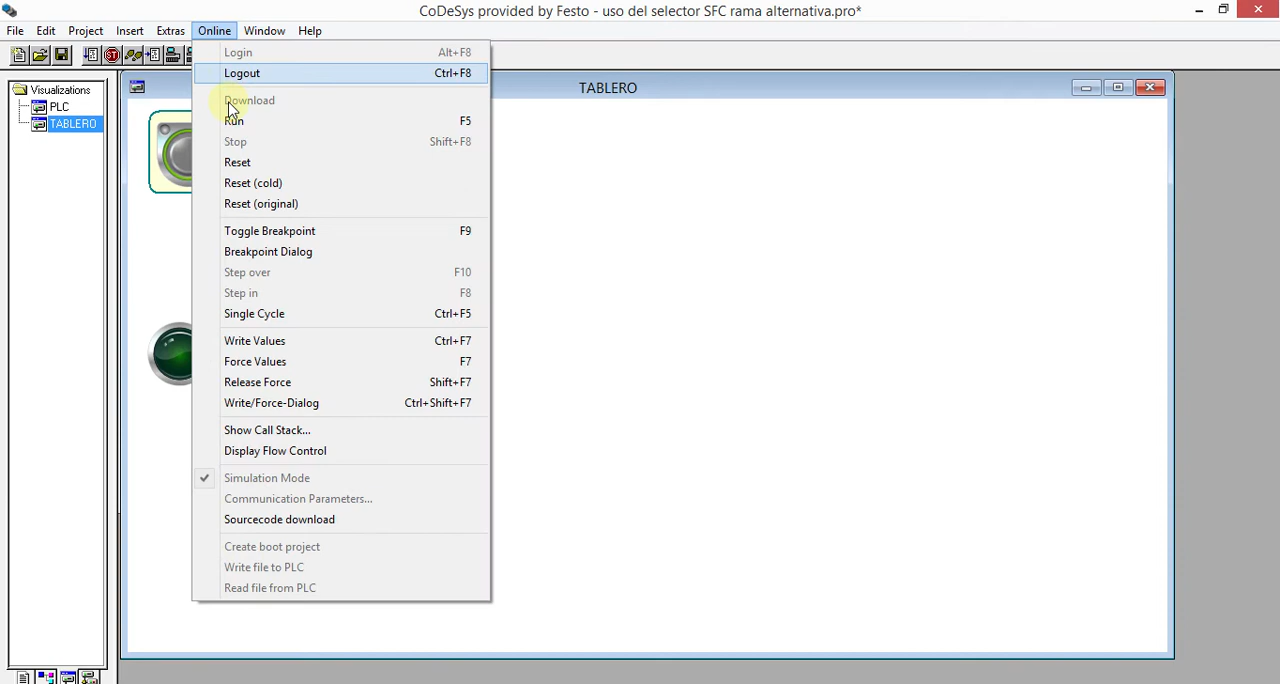 CoDeSys provided by Festo - uso del selector SFC rama alternativa.pro*
File Edit Project Insert Extras Online Window Help
Visualizations
PLC
TABLERO
TABLERO
Login Alt+F8
Logout Ctrl+F8
Download
Run F5
Stop Shift+F8
Reset
Reset (cold)
Reset (original)
Toggle Breakpoint F9
Breakpoint Dialog
Step over F10
Step in F8
Single Cycle Ctrl+F5
Write Values Ctrl+F7
Force Values F7
Release Force Shift+F7
Write/Force-Dialog Ctrl+Shift+F7
Show Call Stack...
Display Flow Control
Simulation Mode
Communication Parameters...
Sourcecode download
Create boot project
Write file to PLC
Read file from PLC